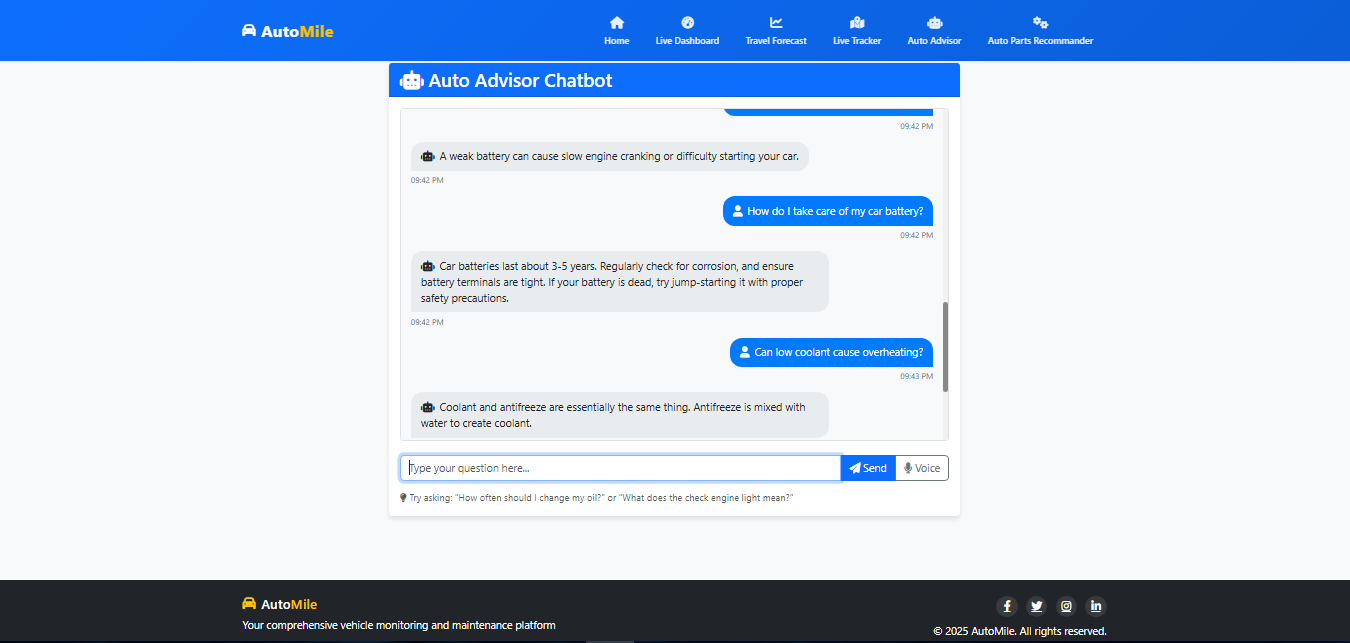 AutoMile
Home
Live Dashboard
Travel Forecast
Live Tracker
Auto Advisor
Auto Parts Recommander
Auto Advisor Chatbot
09:42 PM
A weak battery can cause slow engine cranking or difficulty starting your car.
09:42 PM
How do I take care of my car battery?
09:42 PM
Car batteries last about 3-5 years. Regularly check for corrosion, and ensure
battery terminals are tight. If your battery is dead, try jump-starting it with proper
safety precautions.
09:42 PM
Can low coolant cause overheating?
09:43 PM
Coolant and antifreeze are essentially the same thing. Antifreeze is mixed with
water to create coolant.
Type your question here...
Send
Voice
Try asking: "How often should I change my oil?" or "What does the check engine light mean?"
AutoMile
Your comprehensive vehicle monitoring and maintenance platform
© 2025 AutoMile. All rights reserved.